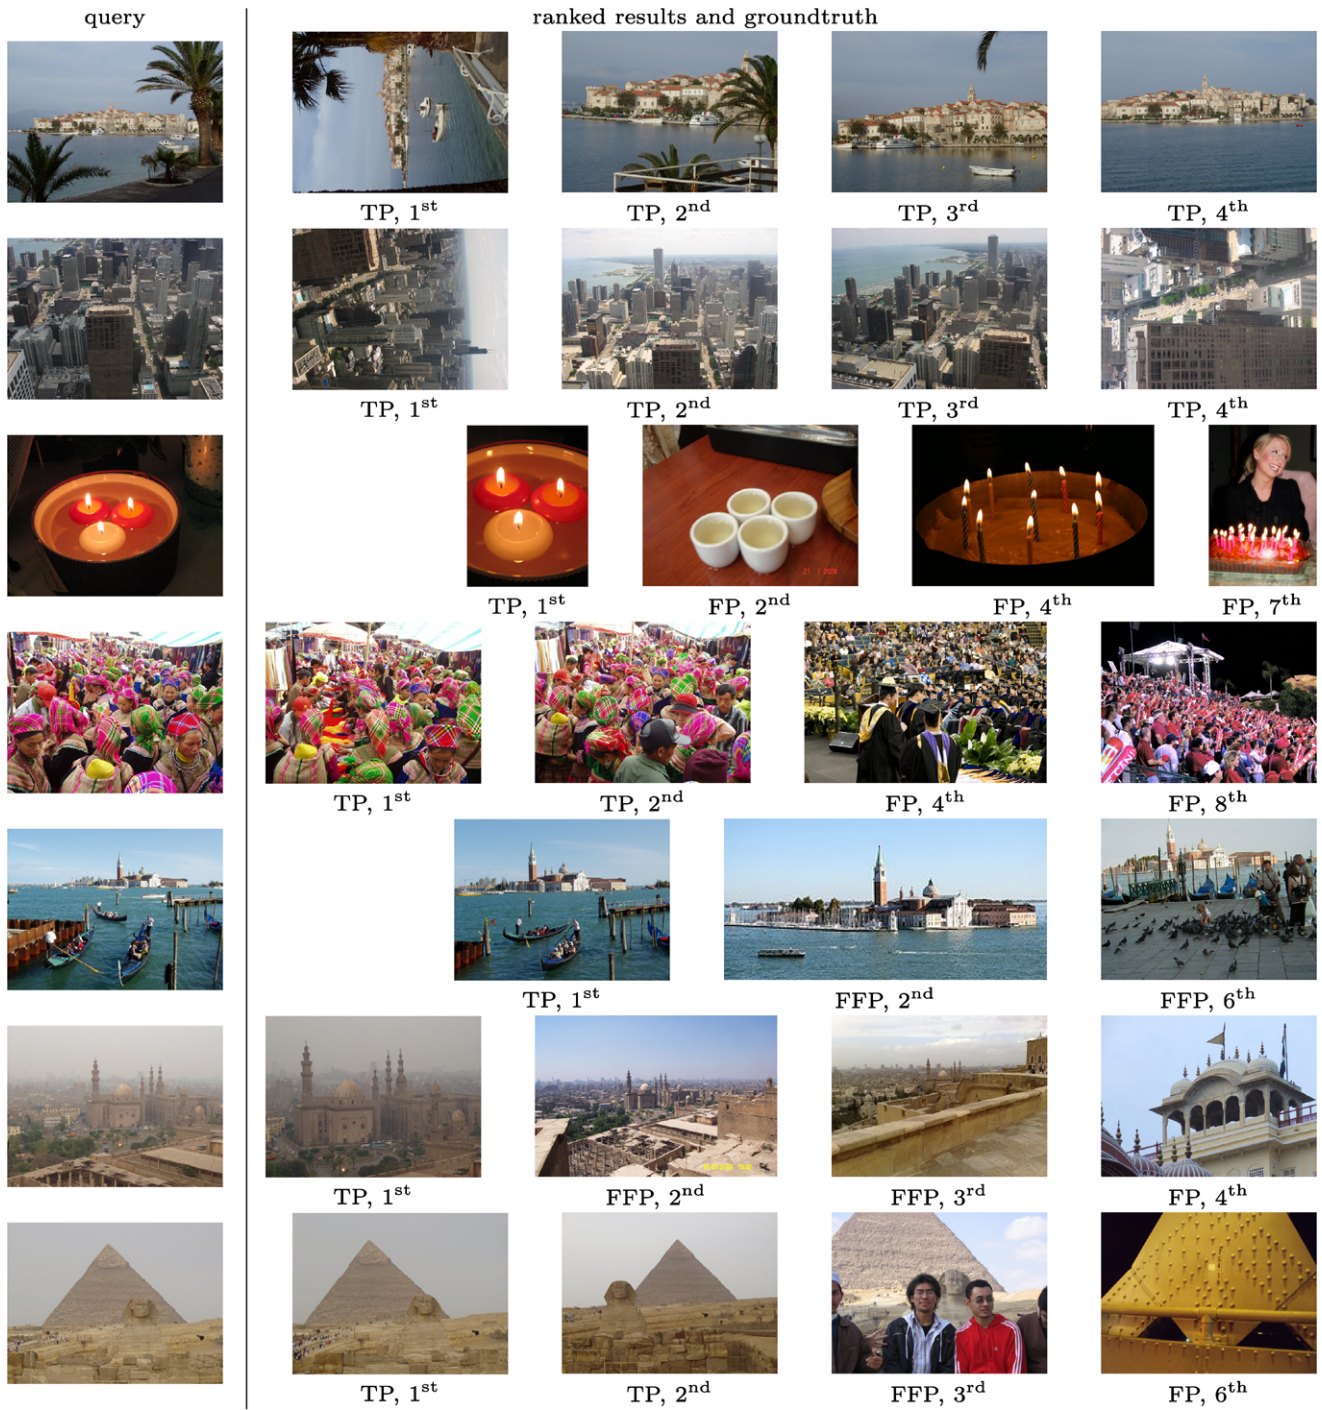 query
ranked results and groundtruth
TP, 1st
TP, 2nd
TP, 3rd
TP, 4th
TP, 1st
TP, 2nd
TP, 3rd
TP, 4th
TP, 1st
FP, 2nd
FP, 4th
FP, 7th
TP, 1st
TP, 2nd
FP, 4th
FP, 8th
TP, 1st
FFP, 2nd
FFP, 6th
TP, 1st
FFP, 2nd
FFP, 3rd
FP, 4th
TP, 1st
TP, 2nd
FFP, 3rd
FP, 6th